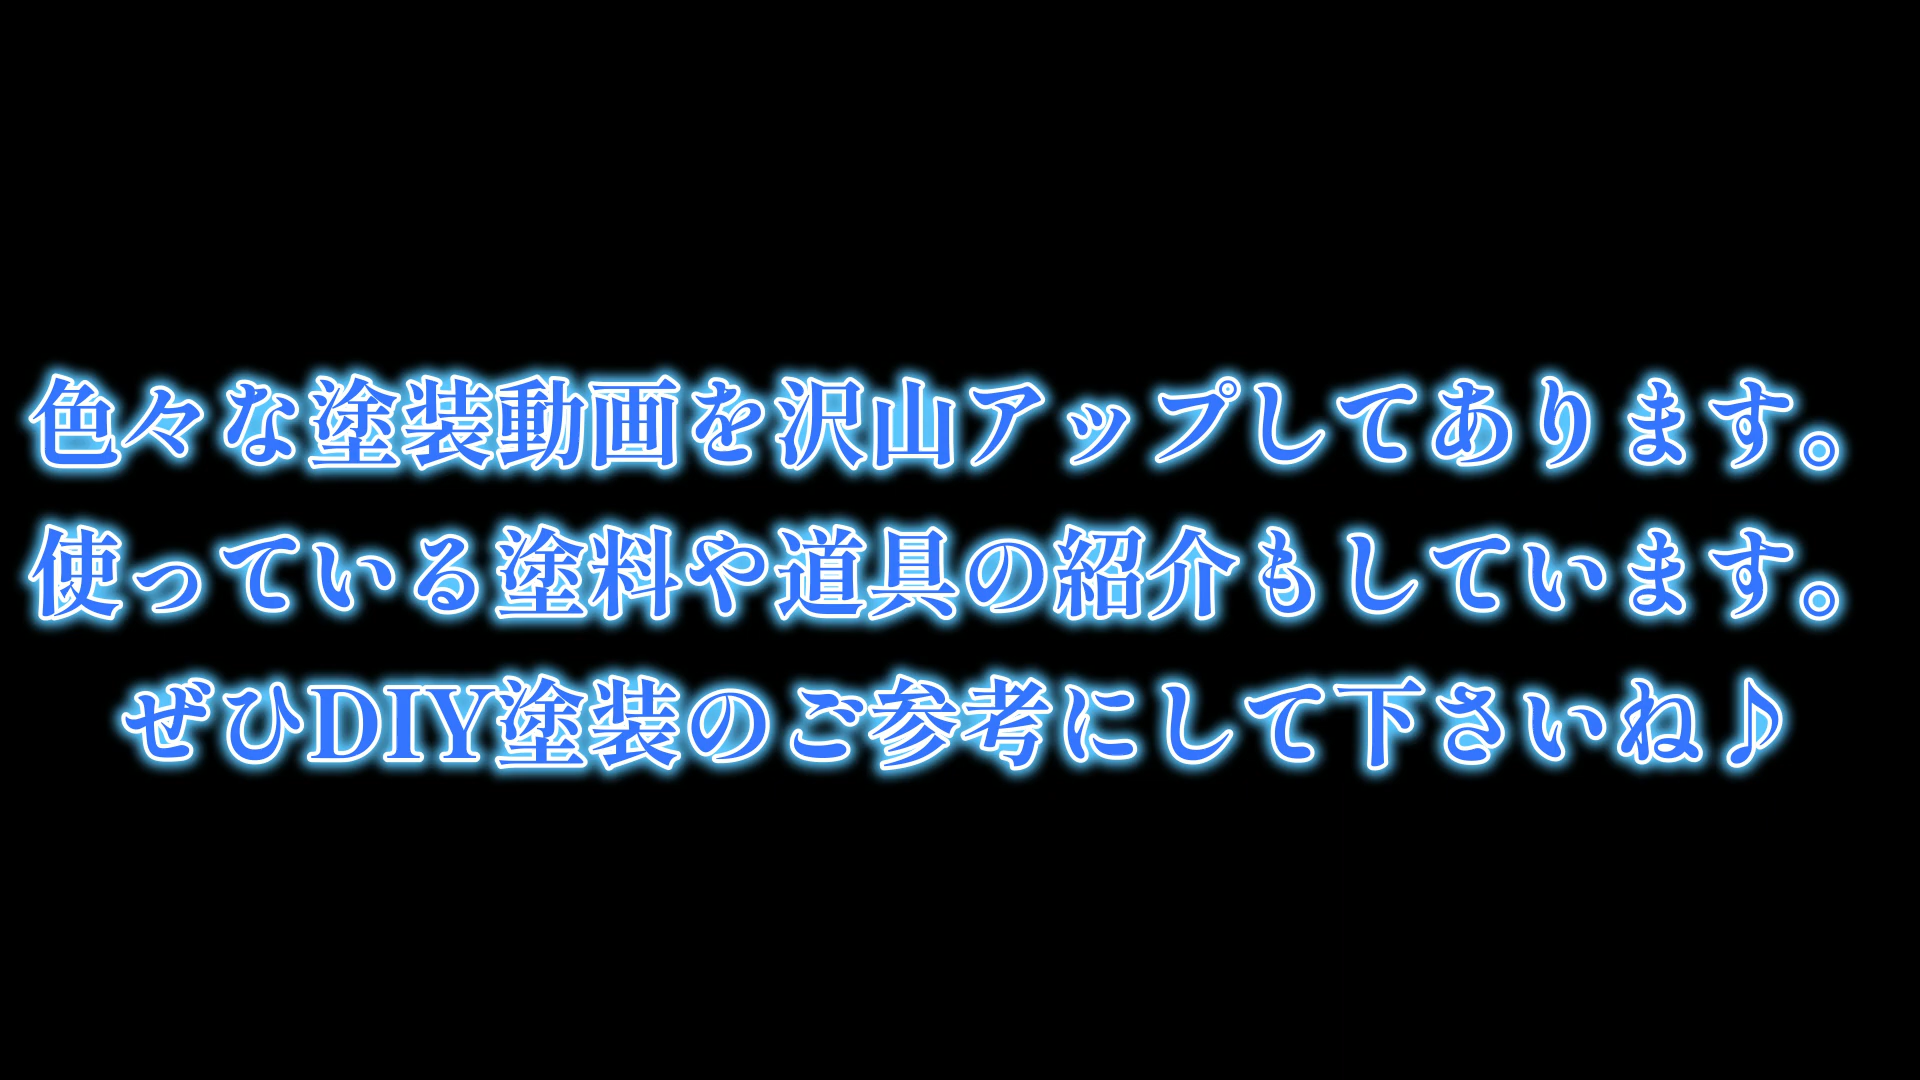 色々な塗装動画を沢山アップしてあります。
使っている塗料や道具の紹介もしています。
ぜひDIY塗装のご参考にして下さいね♪